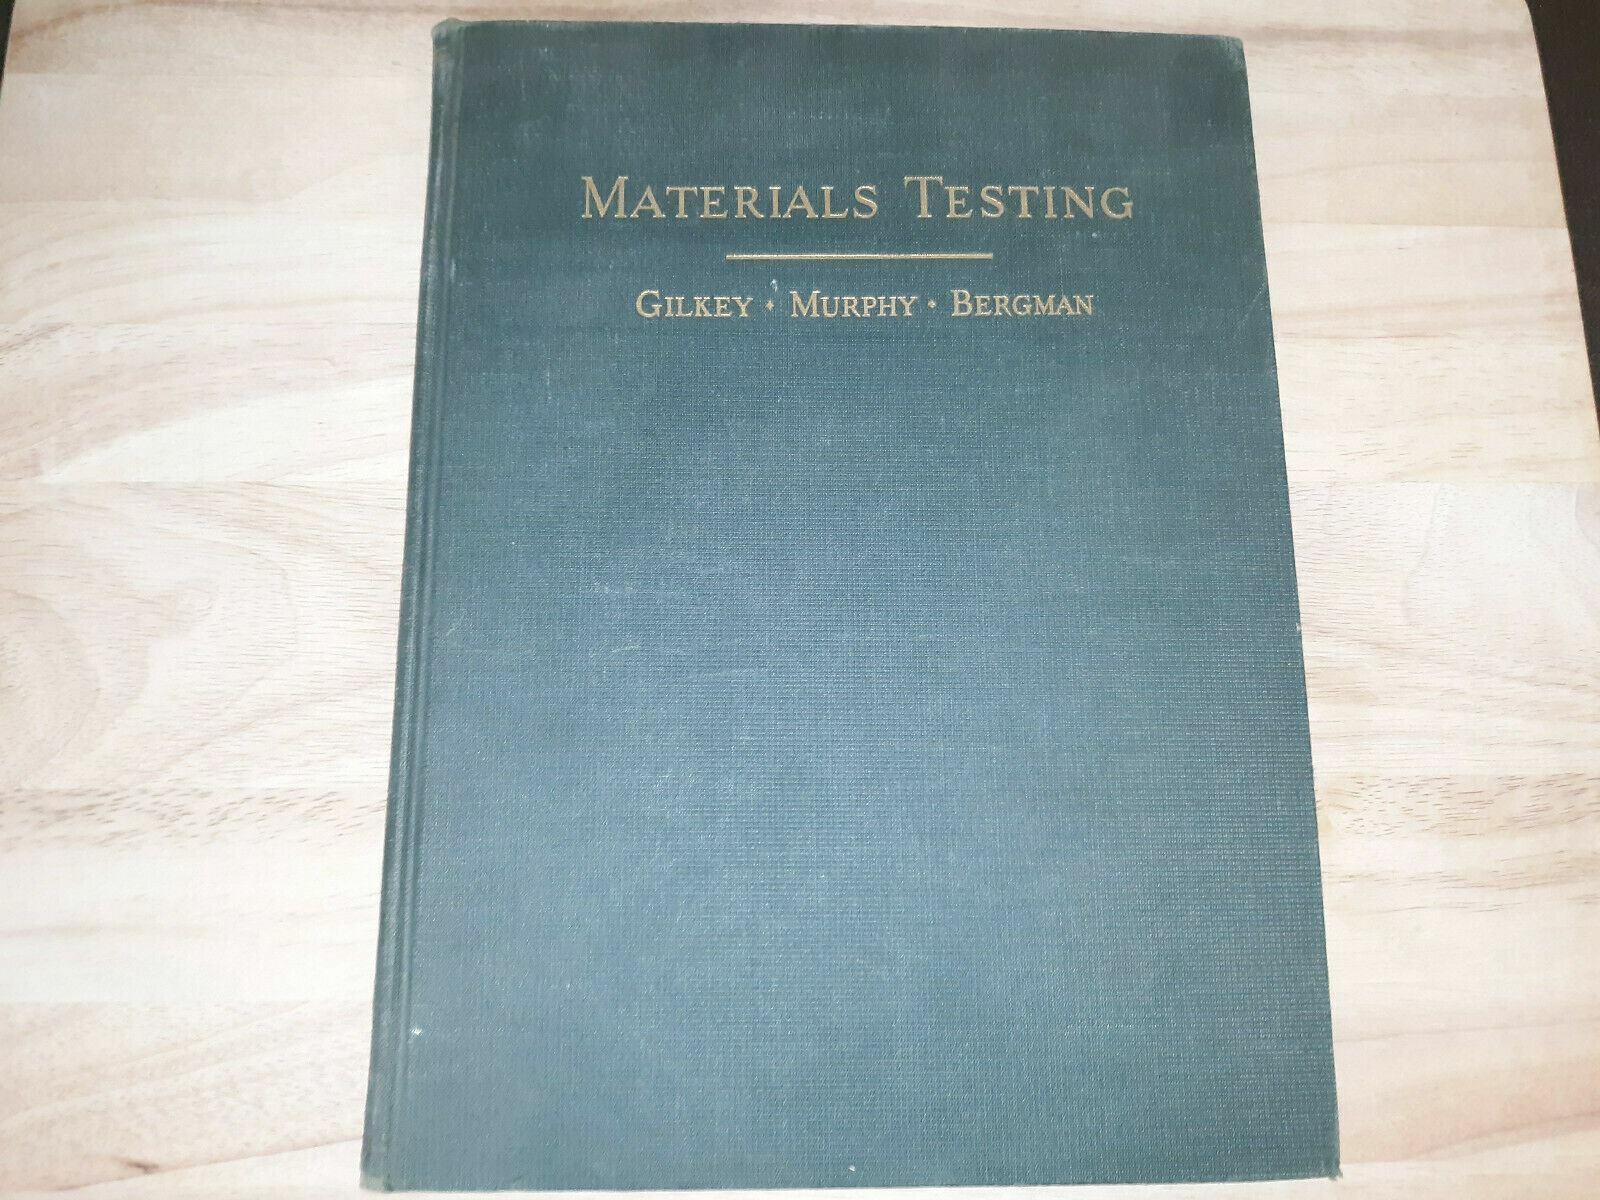 MATERIALS TESTING
GILKEY · MURPHY · BERGMAN